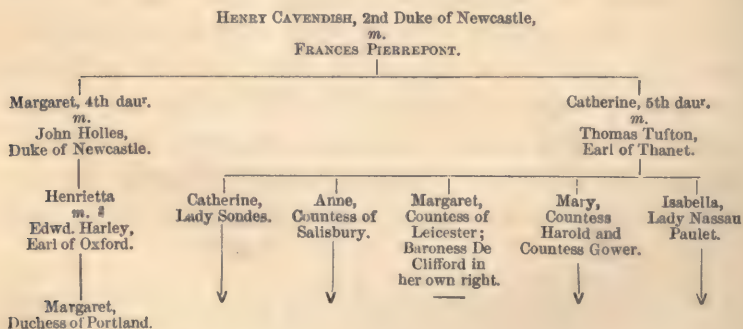 HENRY CAVENDISH, 2nd Duke of Newcastle,
m.
FRANCES PIERREPONT.
Margaret, 4th daur.
m.
John Holles,
Duke of Newcastle.
Catherine, 5th daur.
m.
Thomas Tufton,
Earl of Thanet.
Henrietta
m.
Edwd. Harley,
Earl of Oxford.
Catherine,
Lady Sondes.
Anne,
Countess of
Salisbury.
Margaret,
Countess of
Leicester;
Baroness De
Clifford in
her own right.
Mary,
Countess
Harold and
Countess Gower.
Isabella,
Lady Nassau
Paulet.
Margaret,
Duchess of Portland.